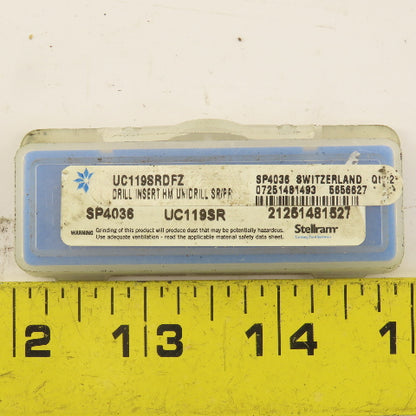 UC119SRDFZ
DRILL INSERT HM UNIDRILL SR/FR
SP4036 SWITZERLAND
07251481493 5656627
SP4036 UC119SR 21251481527
WARNING Grinding of this product will produce dust that may be potentially hazardous.
Use adequate ventilation - read the applicable material safety data sheet.
Stellram
2 13 14 1